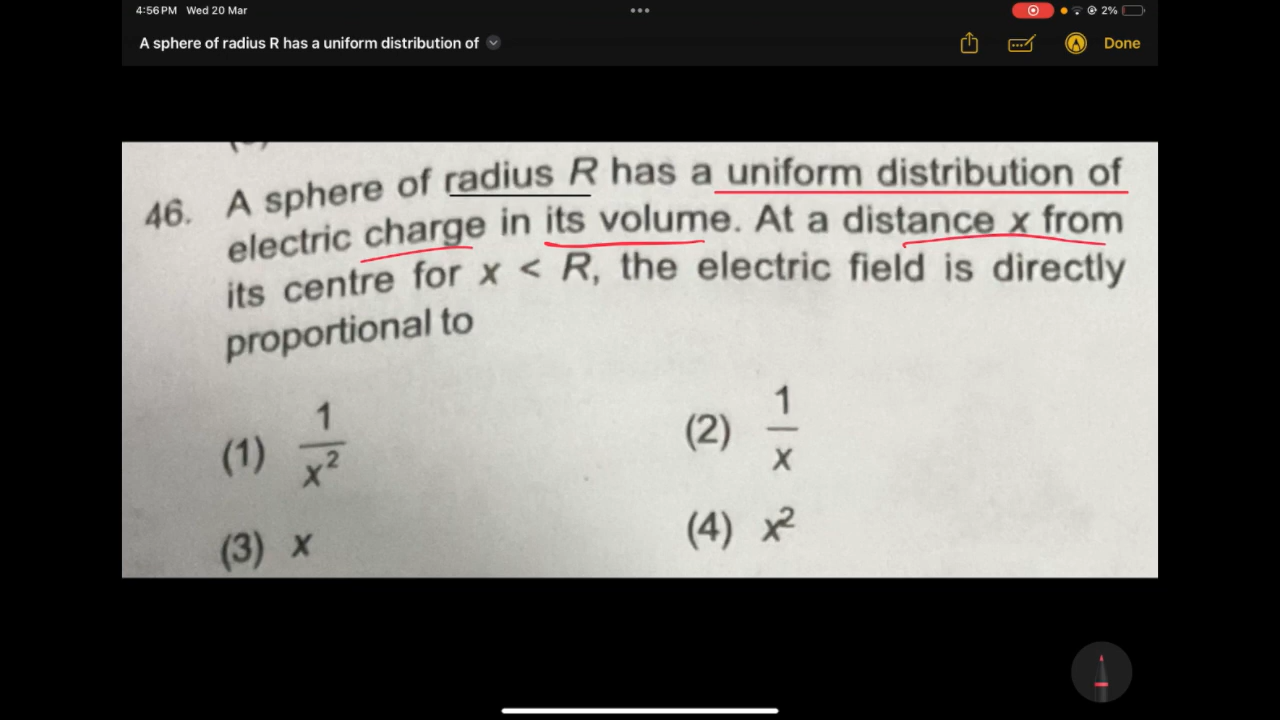 4:56 PM Wed 20 Mar
2%
A sphere of radius R has a uniform distribution of
Done
46. A sphere of radius R has a uniform distribution of
electric charge in its volume. At a distance x from
its centre for x < R, the electric field is directly
proportional to
(1) 1/x² (2) 1/x
(3) x (4) x²